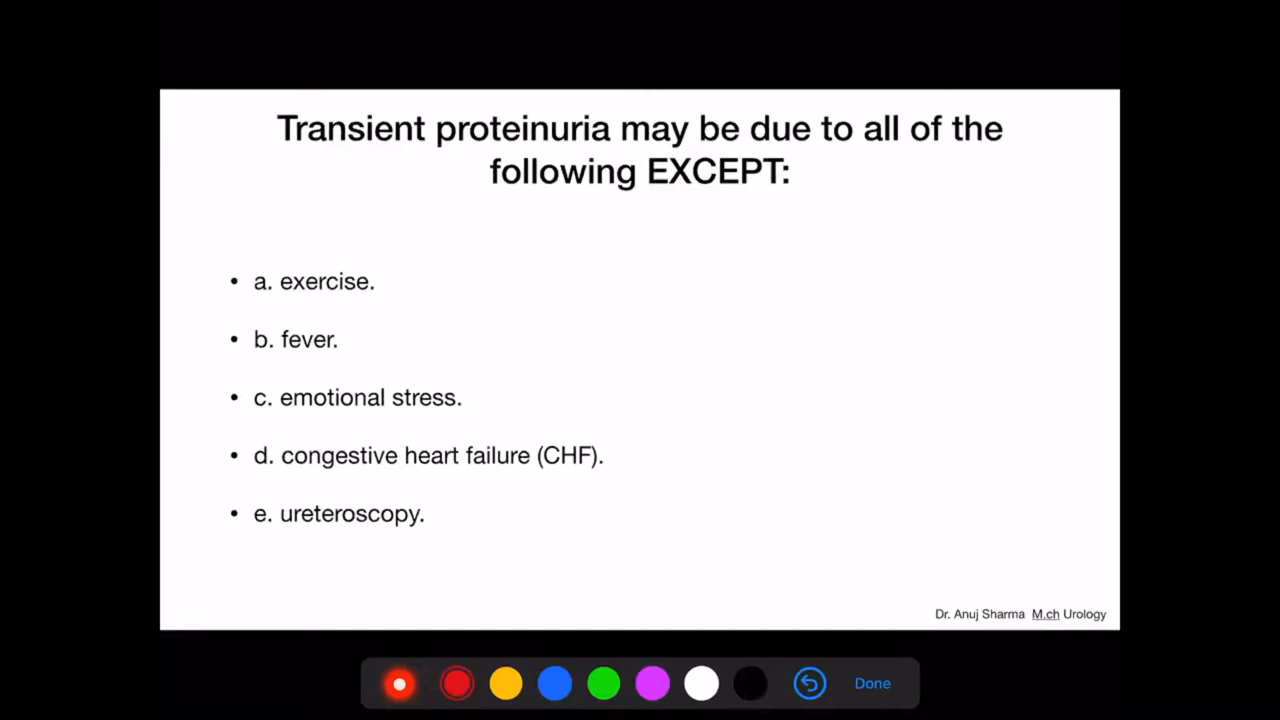 Transient proteinuria may be due to all of the
following EXCEPT:
• a. exercise.
• b. fever.
• c. emotional stress.
• d. congestive heart failure (CHF).
• e. ureteroscopy.
Dr. Anuj Sharma M.ch Urology
Done